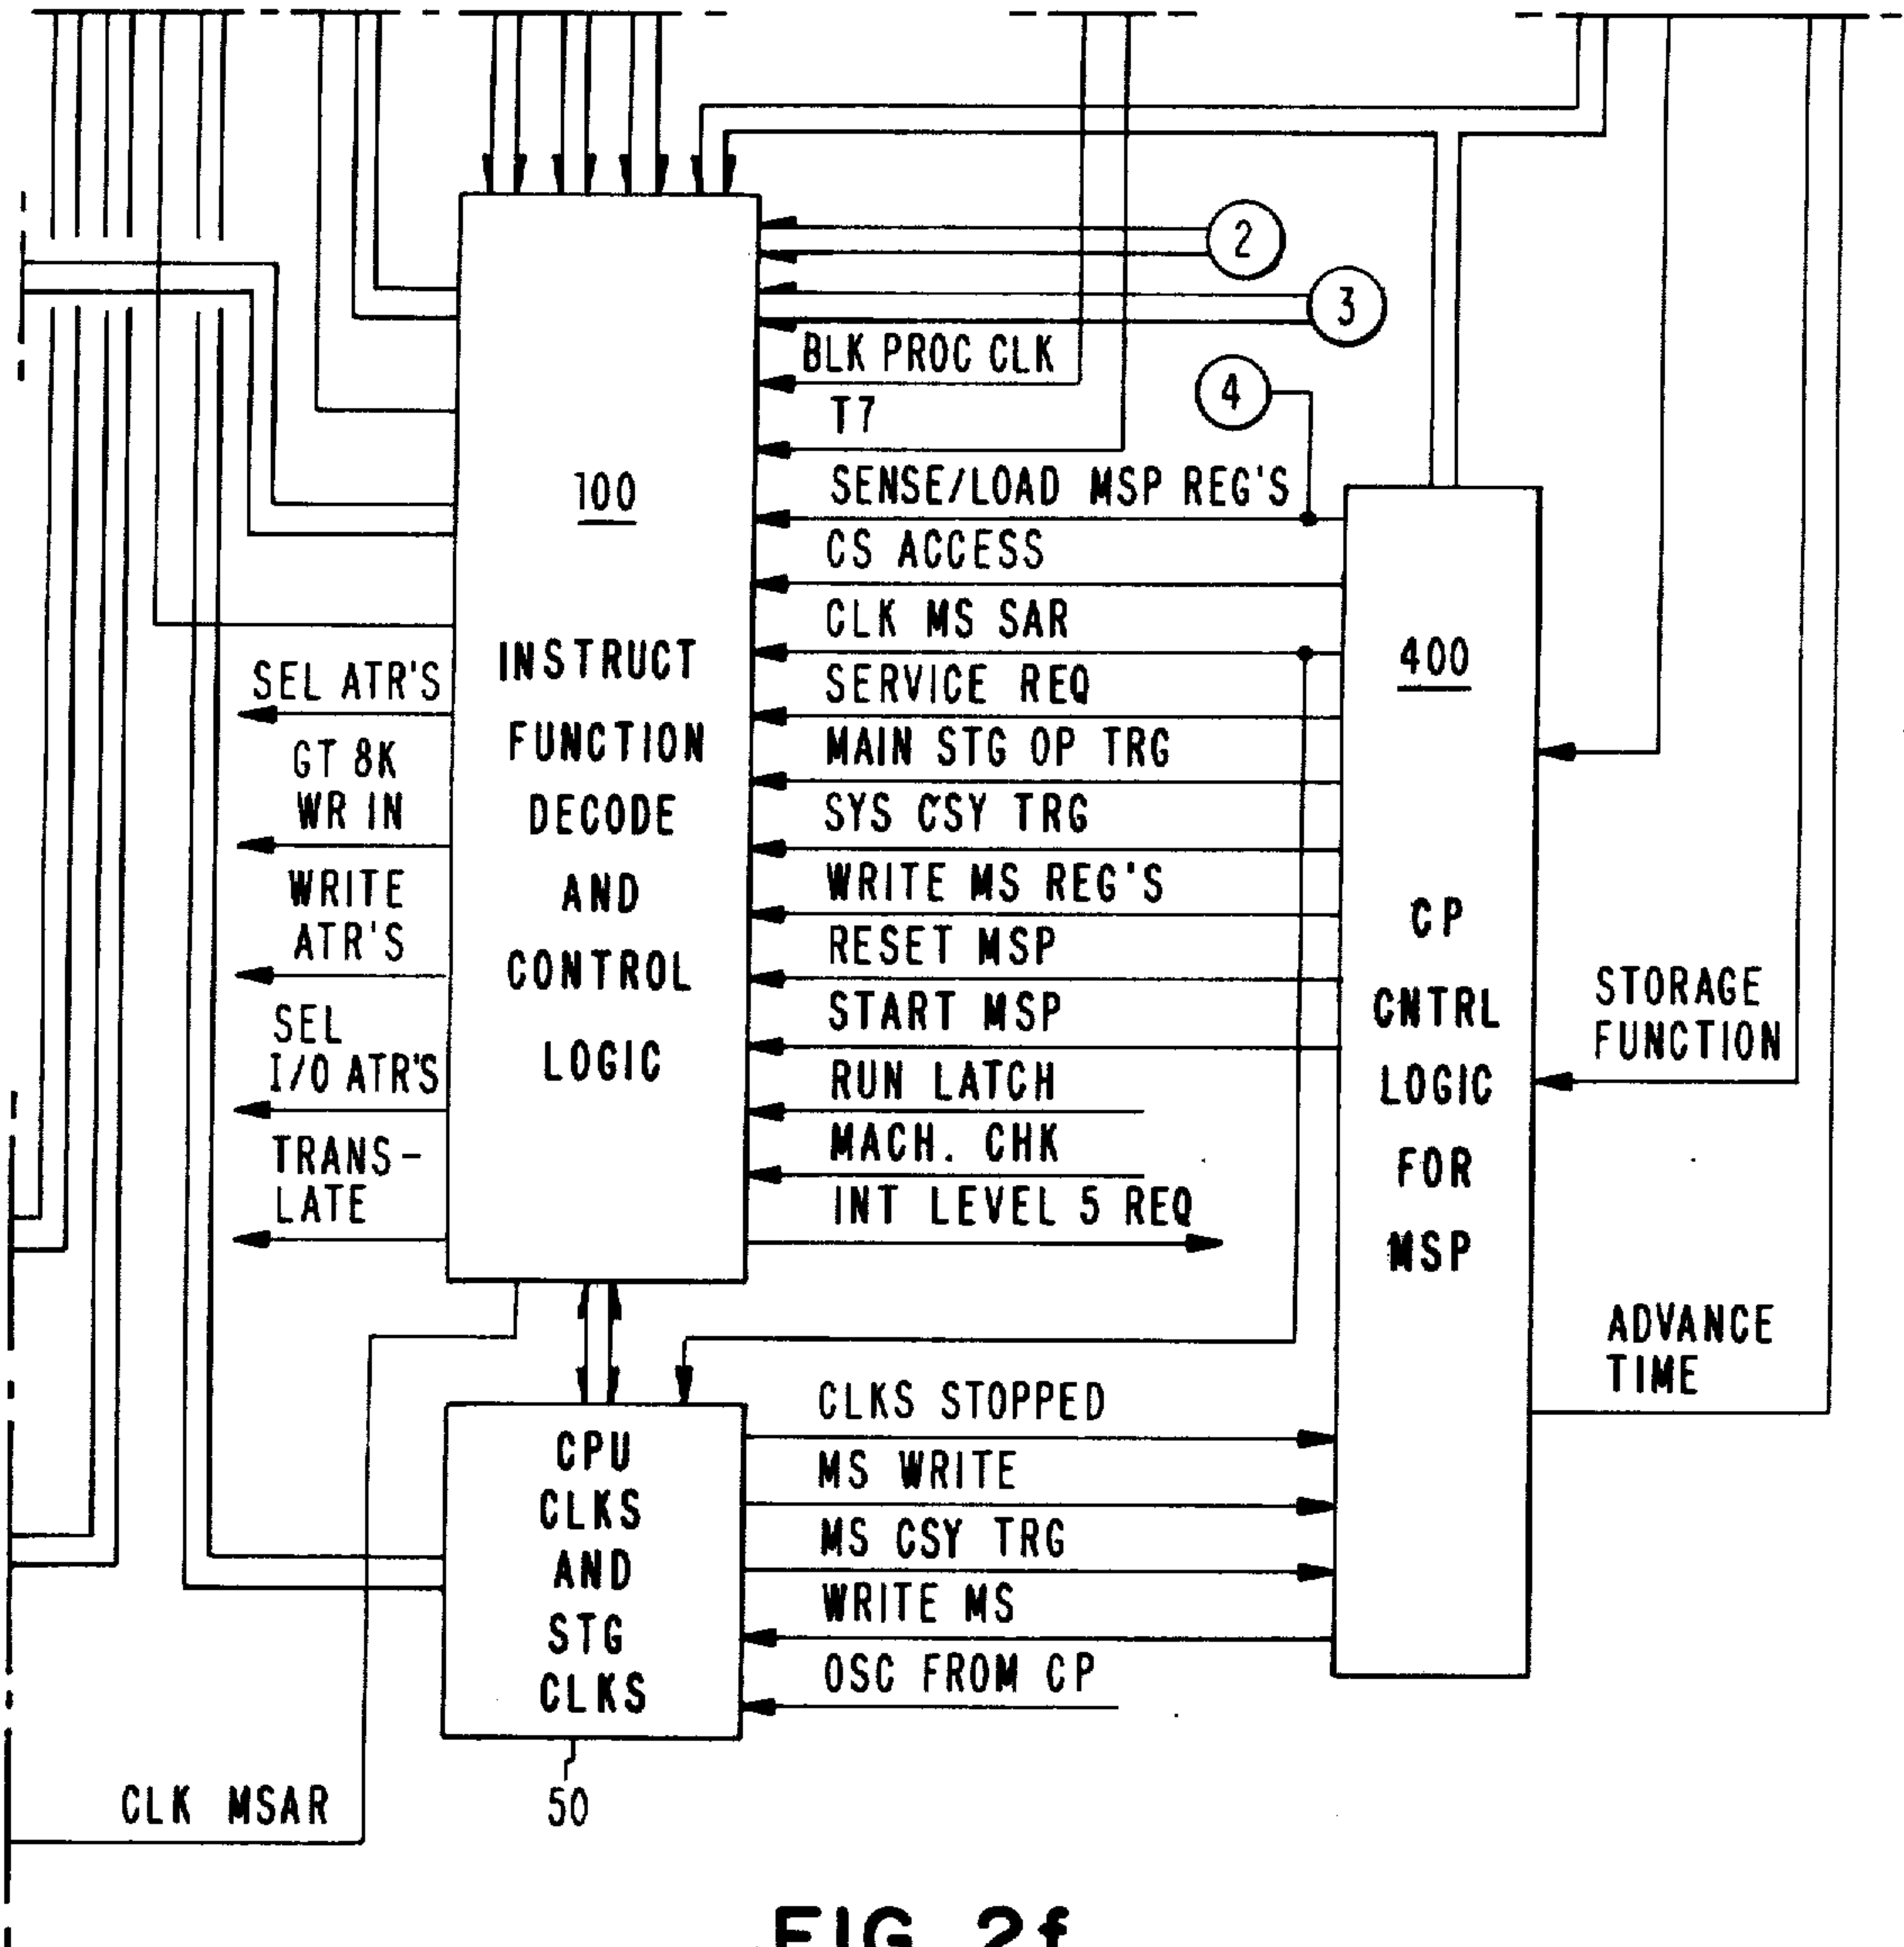 2
3
BLK PROC CLK
4
T7
100
SENSE/LOAD MSP REG'S
CS ACCESS
CLK MS SAR
400
INSTRUCT
FUNCTION
DECODE
AND
CONTROL
LOGIC
SEL ATR'S
GT 8K
WR IN
WRITE
ATR'S
SEL
I/O ATR'S
TRANS-
LATE
SERVICE REQ
MAIN STG OP TRG
SYS CSY TRG
WRITE MS REG'S
RESET MSP
START MSP
RUN LATCH
MACH. CHK
INT LEVEL 5 REQ
CP
CNTRL
LOGIC
FOR
MSP
STORAGE
FUNCTION
ADVANCE
TIME
CPU
CLKS
AND
STG
CLKS
CLKS STOPPED
MS WRITE
MS CSY TRG
WRITE MS
OSC FROM CP
50
CLK MSAR
FIG. 2f